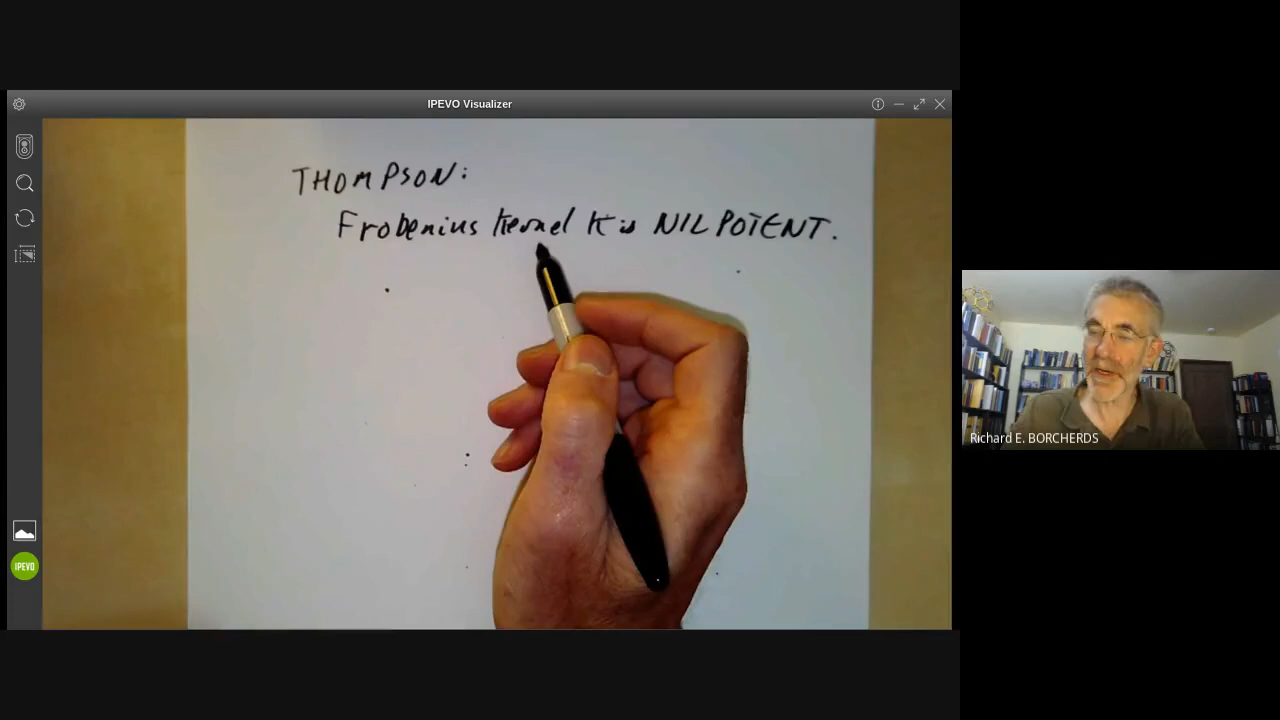 IPEVO Visualizer
THOMPSON:
Frobenius kernel K is NILPOTENT.
IPEVO
Richard E. BORCHERDS